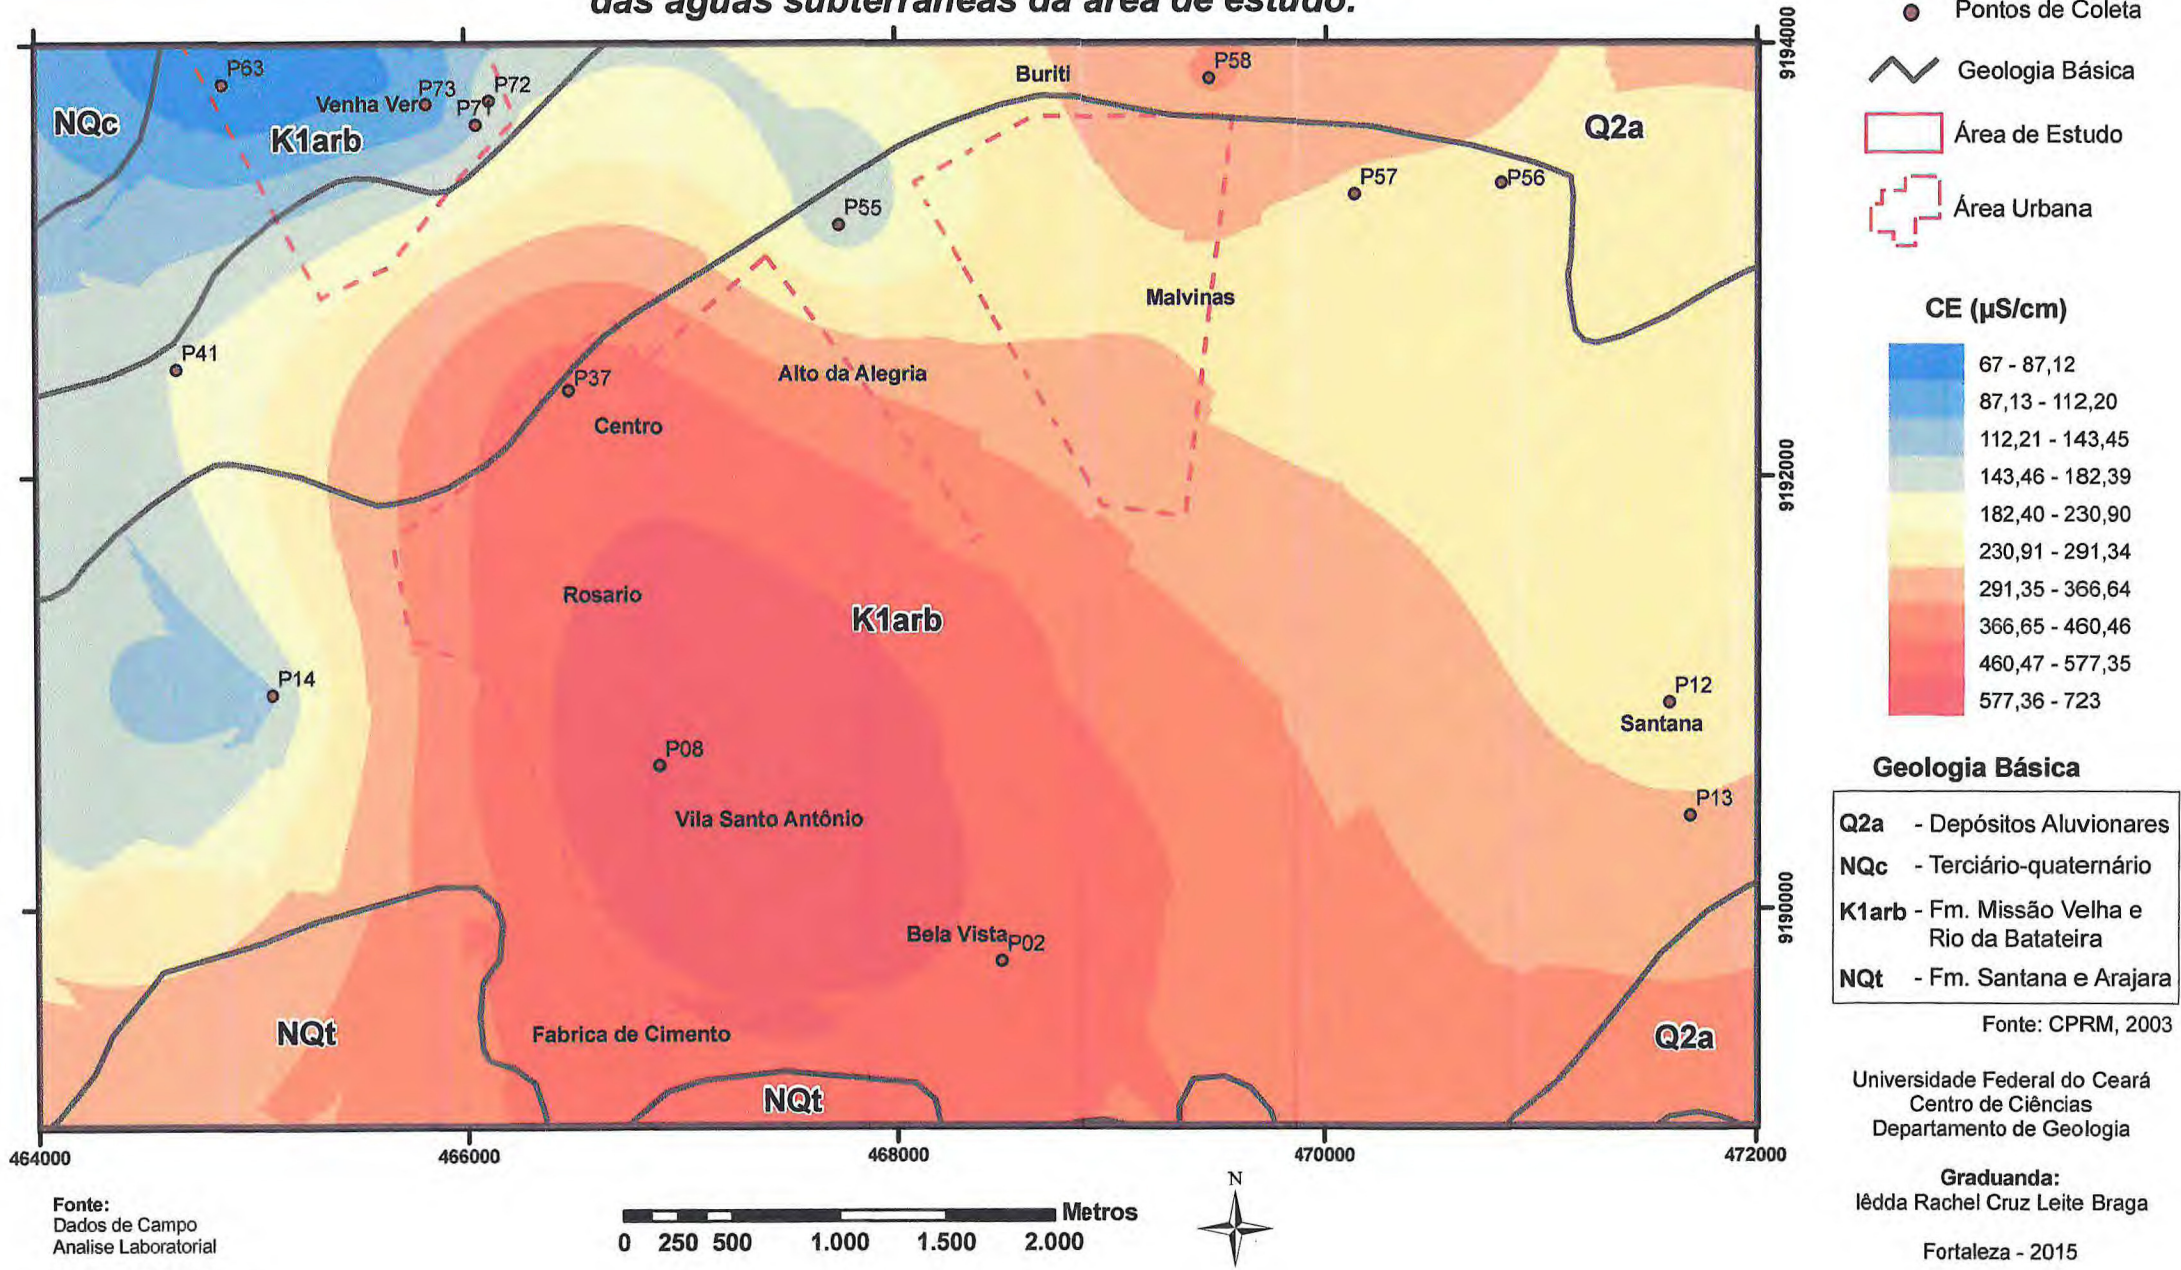 das águas subterrâneas da área de estudo.
Pontos de Coleta
Geologia Básica
Área de Estudo
Área Urbana
CE (µS/cm)
67 - 87,12
87,13 - 112,20
112,21 - 143,45
143,46 - 182,39
182,40 - 230,90
230,91 - 291,34
291,35 - 366,64
366,65 - 460,46
460,47 - 577,35
577,36 - 723
Geologia Básica
Q2a - Depósitos Aluvionares
NQc - Terciário-quaternário
K1arb - Fm. Missão Velha e
Rio da Batateira
NQt - Fm. Santana e Arajara
Fonte: CPRM, 2003
Universidade Federal do Ceará
Centro de Ciências
Departamento de Geologia
Graduanda:
Iêdda Rachel Cruz Leite Braga
Fortaleza - 2015
P63
P73
P72
Venha Ver
P71
NQc
K1arb
Buriti
P58
Q2a
P57
P56
P55
Malvinas
P41
P37
Alto da Alegria
Centro
Rosario
K1arb
P14
P12
Santana
P08
P13
Vila Santo Antônio
Bela Vista
P02
NQt
Fabrica de Cimento
Q2a
NQt
9194000
9192000
9190000
464000
466000
468000
470000
472000
Fonte:
Dados de Campo
Analise Laboratorial
Metros
0 250 500 1.000 1.500 2.000
N